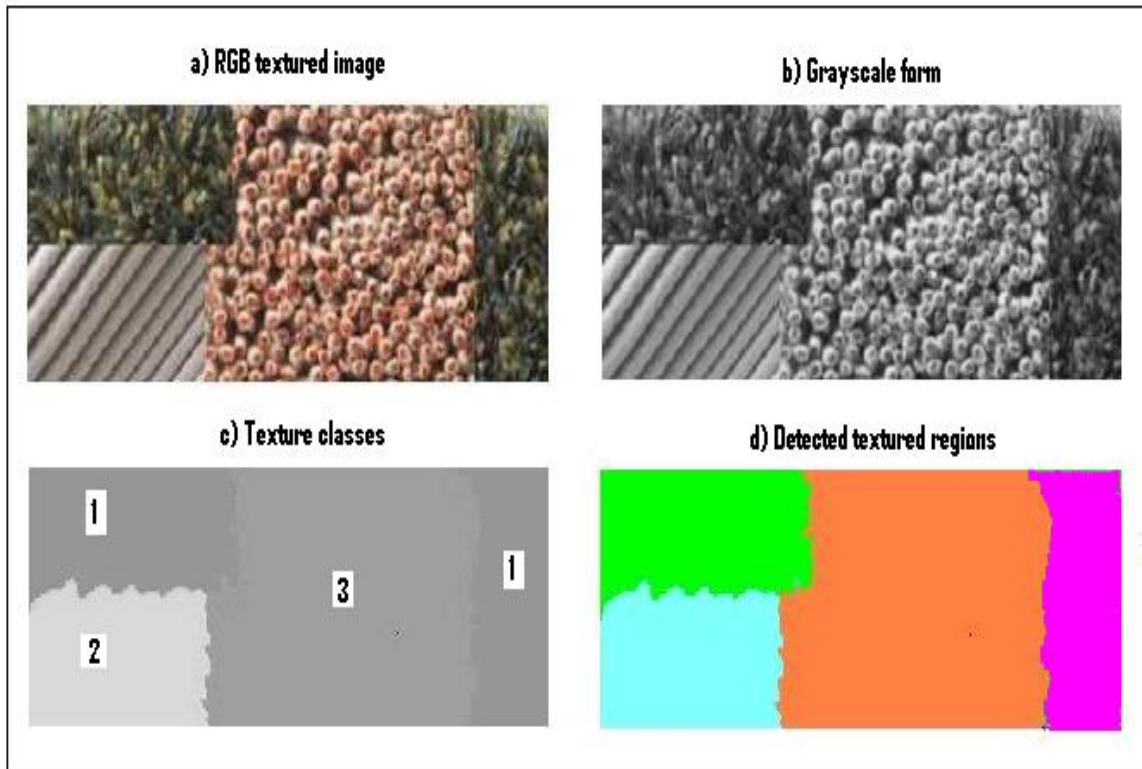 a) RGB textured image
b) Grayscale form
c) Texture classes
d) Detected textured regions
1
1
3
2